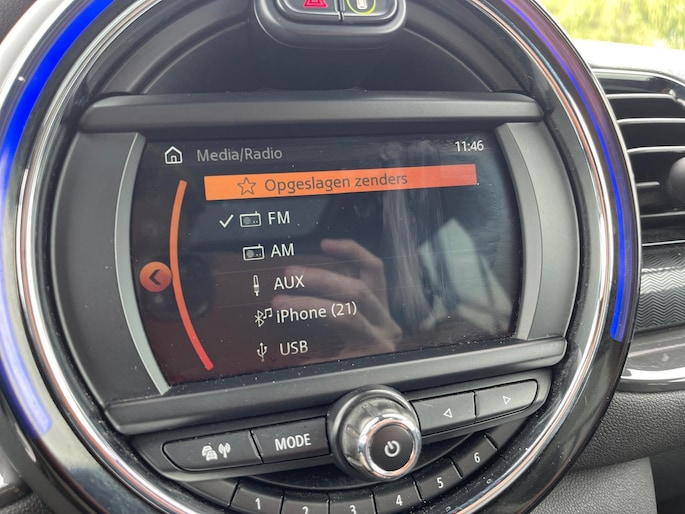 Media/Radio 11:46
Opgeslagen zenders
FM
AM
AUX
iPhone (21)
USB
MODE
1 2 3 4 5 6